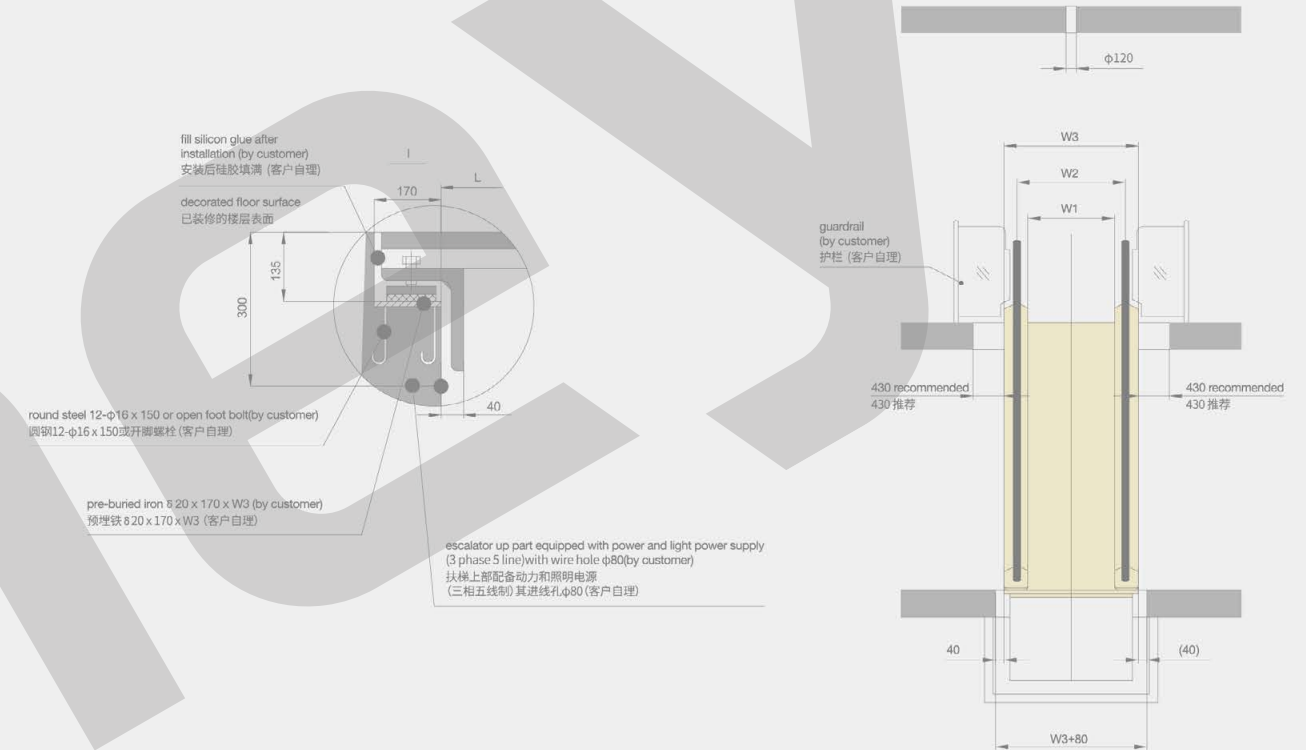 fill silicon glue after
installation (by customer)
安装后硅胶填满 (客户自理)
decorated floor surface
已装修的楼层表面
I
L
170
135
300
40
round steel 12-φ16 x 150 or open foot bolt(by customer)
圆钢12-φ16 x 150或开脚螺栓(客户自理)
pre-buried iron δ 20 x 170 x W3 (by customer)
预埋铁 δ 20 x 170 x W3 (客户自理)
escalator up part equipped with power and light power supply
(3 phase 5 line)with wire hole φ80(by customer)
扶梯上部配备动力和照明电源
(三相五线制) 其进线孔φ80 (客户自理)
φ120
W3
W2
W1
guardrail
(by customer)
护栏 (客户自理)
430 recommended
430 推荐
430 recommended
430 推荐
40
(40)
W3+80